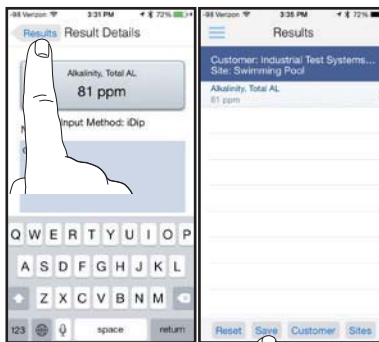 -98 Verizon 3:31 PM 72%
Results Result Details
Alkalinity, Total AL
81 ppm
Input Method: iDip
Q W E R T Y U I O P
A S D F G H J K L
Z X C V B N M
123 space return
-98 Verizon 3:35 PM 72%
Results
Customer: Industrial Test Systems...
Site: Swimming Pool
Alkalinity, Total AL
81 ppm
Reset Save Customer Sites